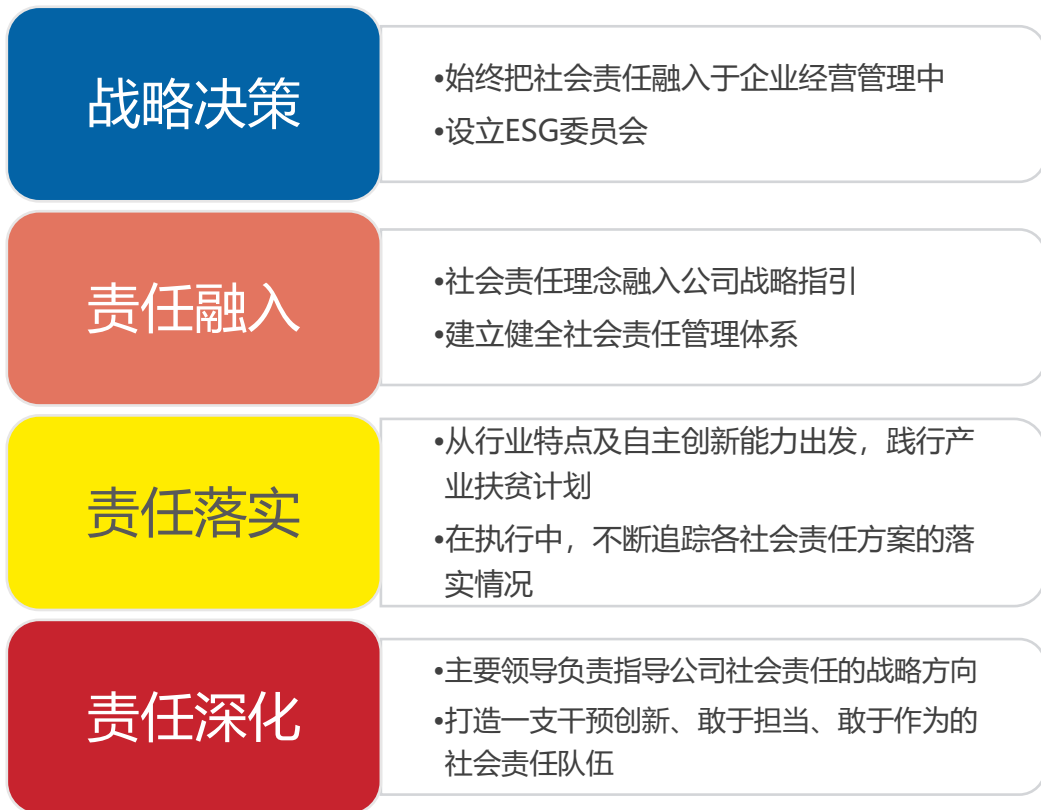 战略决策
•始终把社会责任融入于企业经营管理中
•设立ESG委员会
责任融入
•社会责任理念融入公司战略指引
•建立健全社会责任管理体系
责任落实
•从行业特点及自主创新能力出发，践行产
业扶贫计划
•在执行中，不断追踪各社会责任方案的落
实情况
责任深化
•主要领导负责指导公司社会责任的战略方向
•打造一支干预创新、敢于担当、敢于作为的
社会责任队伍